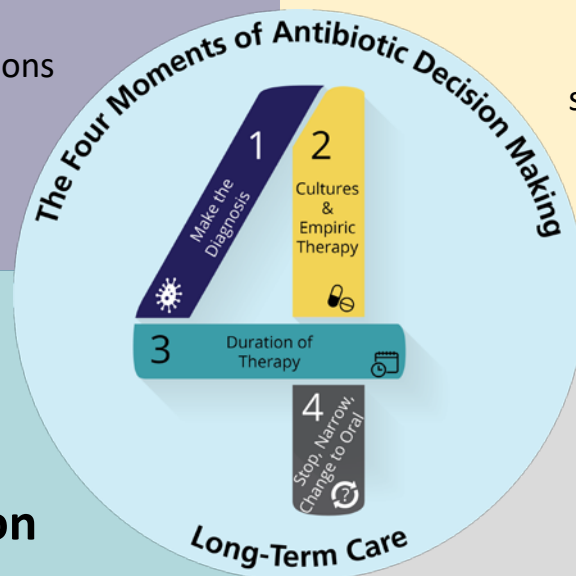 ons
s
The Four Moments of Antibiotic Decision Making
1
Make the
Diagnosis
2
Cultures
&
Empiric
Therapy
3
Duration of
Therapy
4
Stop, Narrow,
Change to Oral
?
on
Long-Term Care